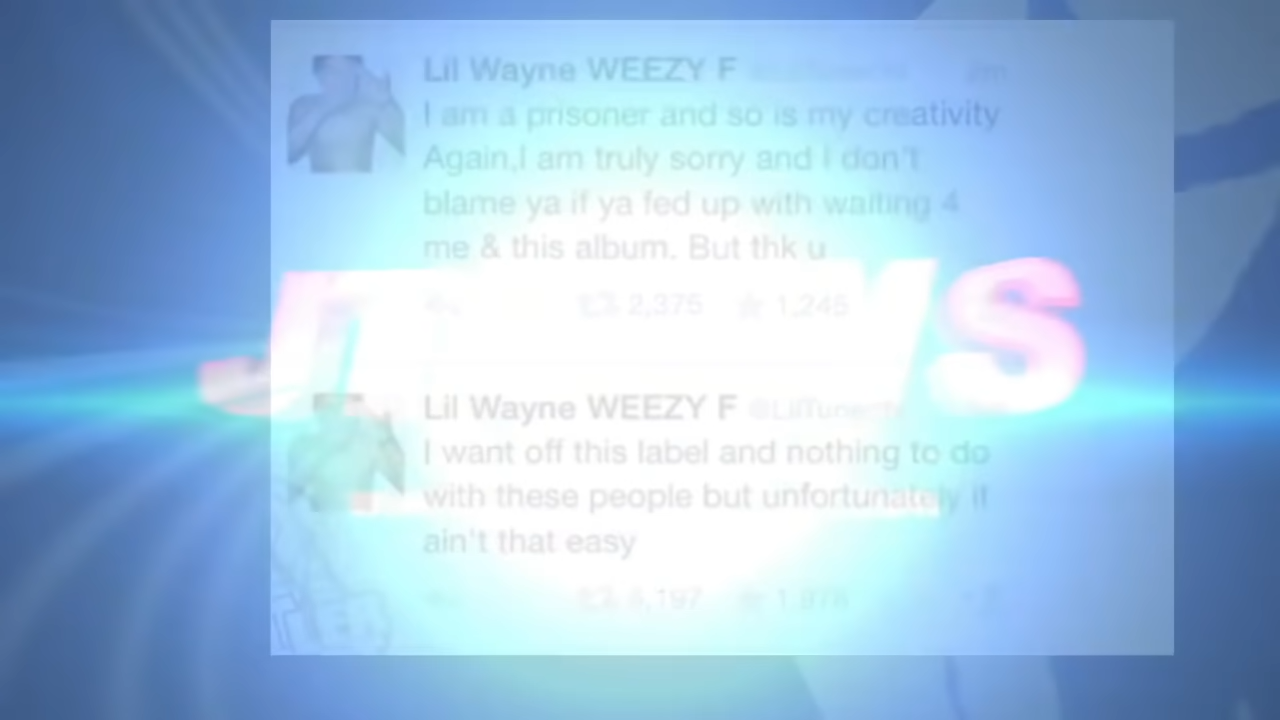 Lil Wayne WEEZY F
I am a prisoner and so is my creativity
Again,I am truly sorry and I don't
blame ya if ya fed up with waiting 4
me & this album. But thk u
2,375 1,245
Lil Wayne WEEZY F
I want off this label and nothing to do
with these people but unfortunately it
ain't that easy